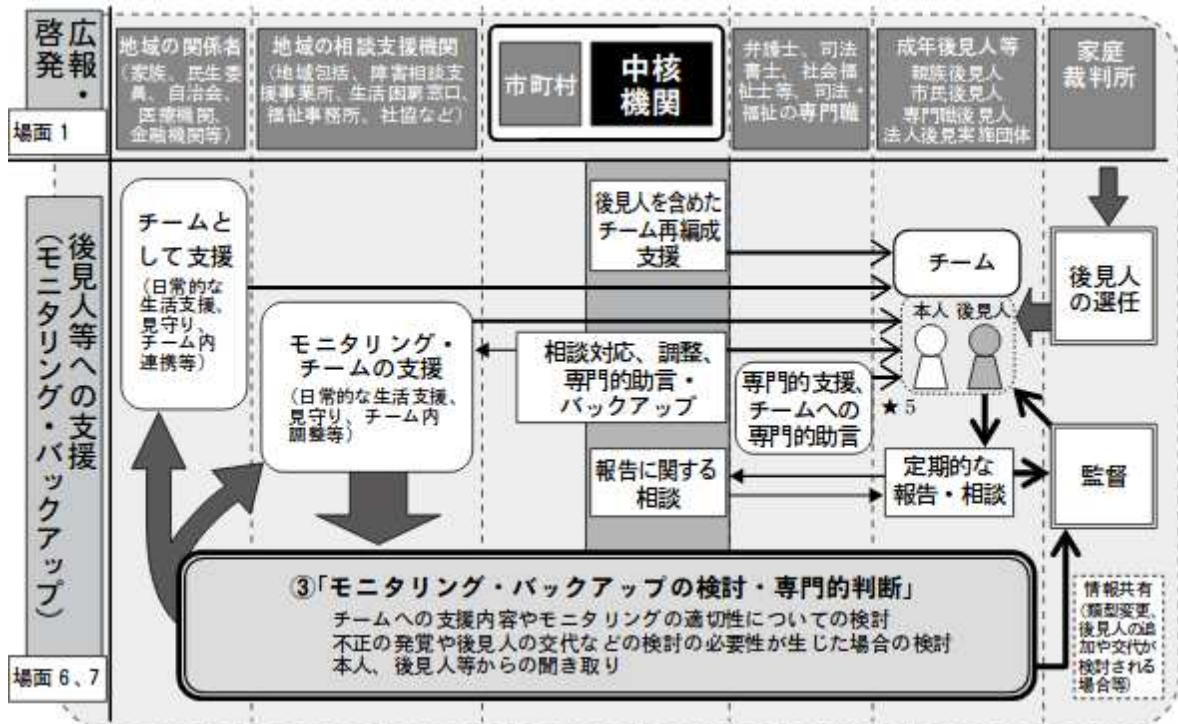 広報・
啓発
場面1
地域の関係者
(家族、民生委
員、自治会、
医療機関、
金融機関等)
地域の相談支援機関
(地域包括、障害相談支
援事業所、生活困窮窓口、
福祉事務所、社協など)
市町村
中核
機関
弁護士、司法
書士、社会福
祉士等、司法・
福祉の専門職
成年後見人等
親族後見人
市民後見人
専門職後見人
法人後見実施団体
家庭
裁判所
後見人等への支援
(モニタリング・バックアップ)
場面6、7
チームと
して支援
(日常的な
生活支援、
見守り、
チーム内
連携等)
モニタリング・
チームの支援
(日常的な生活支援、
見守り、チーム内
調整等)
後見人を含めた
チーム再編成
支援
相談対応、調整、
専門的助言・
バックアップ
専門的支援、
チームへの
専門的助言
★5
チーム
本人 後見人
後見人
の選任
報告に関する
相談
定期的な
報告・相談
監督
③「モニタリング・バックアップの検討・専門的判断」
チームへの支援内容やモニタリングの適切性についての検討
不正の発覚や後見人の交代などの検討の必要性が生じた場合の検討
本人、後見人等からの聞き取り
情報共有
(類型変更、
後見人の追
加や交代が
検討される
場合等)